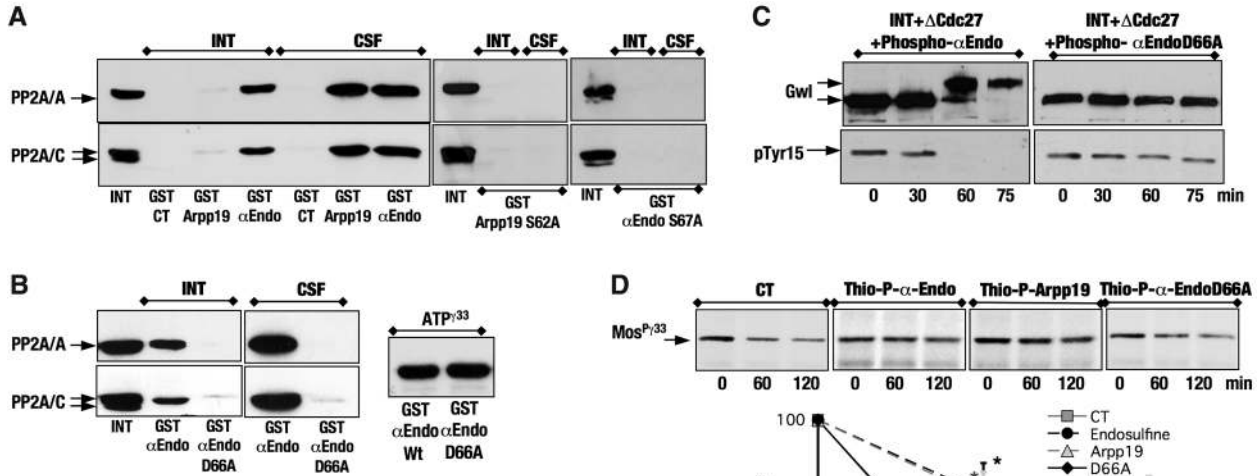 A
INT CSF
INT CSF
INT CSF
PP2A/A
PP2A/C
INT GST CT GST Arpp19 GST αEndo GST CT GST Arpp19 GST αEndo
INT GST Arpp19 S62A
INT GST αEndo S67A
B
INT CSF
PP2A/A
PP2A/C
INT GST αEndo GST αEndo D66A GST αEndo GST αEndo D66A
ATPγ33
GST αEndo Wt GST αEndo D66A
C
INT+ΔCdc27 +Phospho-αEndo
INT+ΔCdc27 +Phospho- αEndoD66A
Gwl
pTyr15
0 30 60 75 0 30 60 75 min
D
CT Thio-P-α-Endo Thio-P-Arpp19 Thio-P-α-EndoD66A
MosPγ33
0 60 120 0 60 120 0 60 120 0 60 120 min
100
CT
Endosulfine
Arpp19
D66A
* *